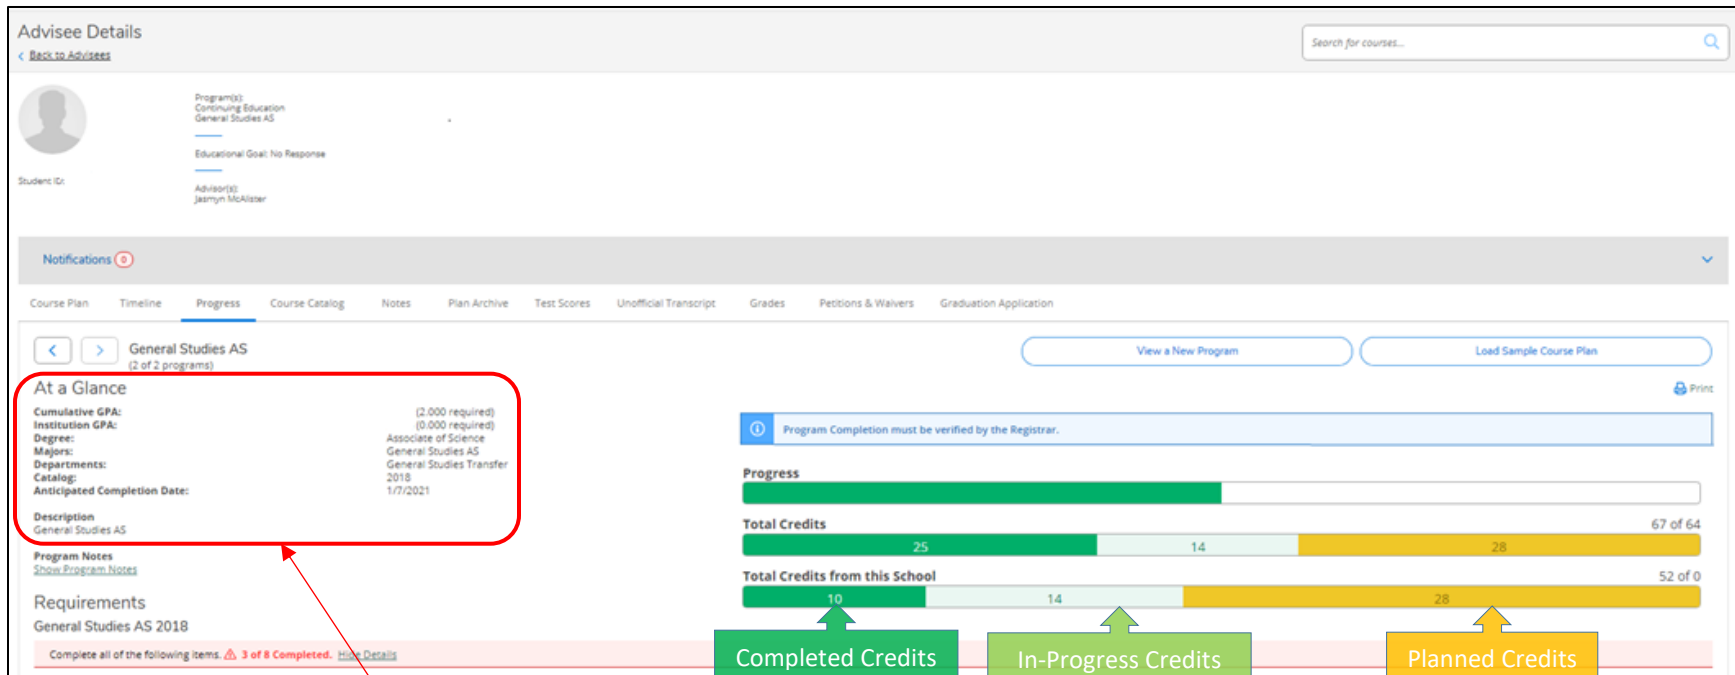 Advisee Details
< Back to Advisees
Search for courses...
Program(s):
Continuing Education
General Studies AS
Educational Goal: No Response
Student ID:
Advisor(s):
Jasmyn McAlister
Notifications 0
Course Plan Timeline Progress Course Catalog Notes Plan Archive Test Scores Unofficial Transcript Grades Petitions & Waivers Graduation Application
< > General Studies AS
(2 of 2 programs)
View a New Program
Load Sample Course Plan
At a Glance
Print
Cumulative GPA: (2.000 required)
Institution GPA: (0.000 required)
Degree: Associate of Science
Majors: General Studies AS
Departments: General Studies Transfer
Catalog: 2018
Anticipated Completion Date: 1/7/2021
Description
General Studies AS
Program Notes
Show Program Notes
Requirements
General Studies AS 2018
Complete all of the following items. 3 of 8 Completed. Hide Details
Program Completion must be verified by the Registrar.
Progress
Total Credits 67 of 64
25 14 28
Total Credits from this School 52 of 0
10 14 28
Completed Credits In-Progress Credits Planned Credits